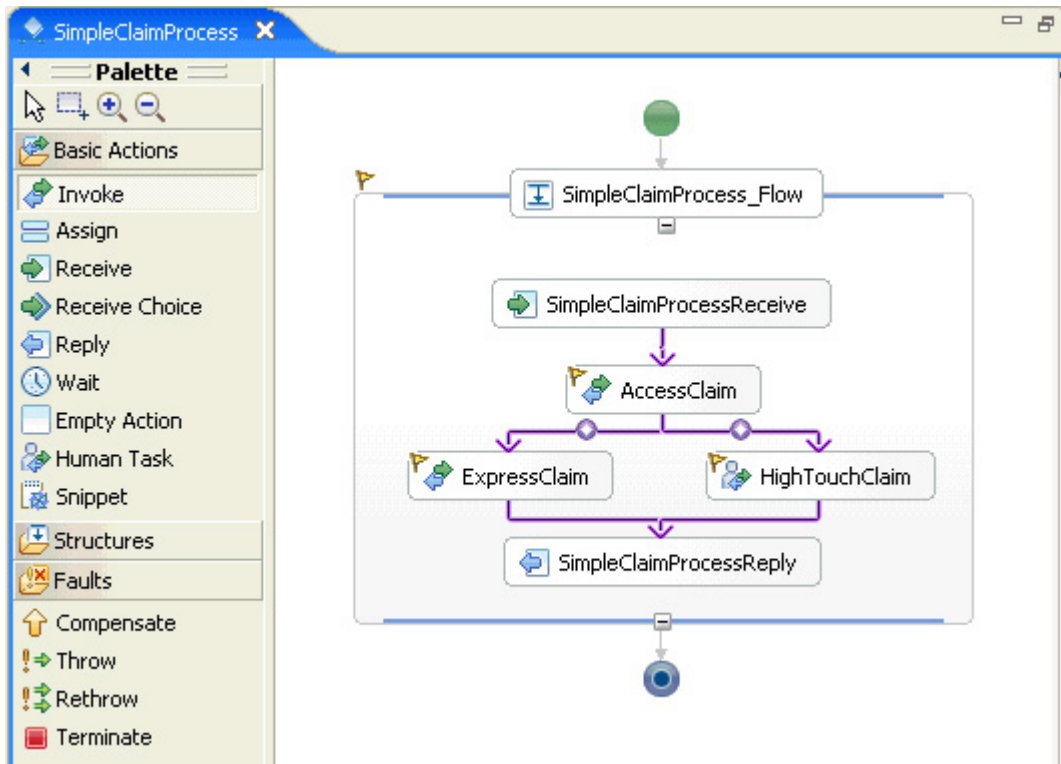 SimpleClaimProcess
Palette
Basic Actions
Invoke
Assign
Receive
Receive Choice
Reply
Wait
Empty Action
Human Task
Snippet
Structures
Faults
Compensate
Throw
Rethrow
Terminate
SimpleClaimProcess_Flow
SimpleClaimProcessReceive
AccessClaim
ExpressClaim
HighTouchClaim
SimpleClaimProcessReply